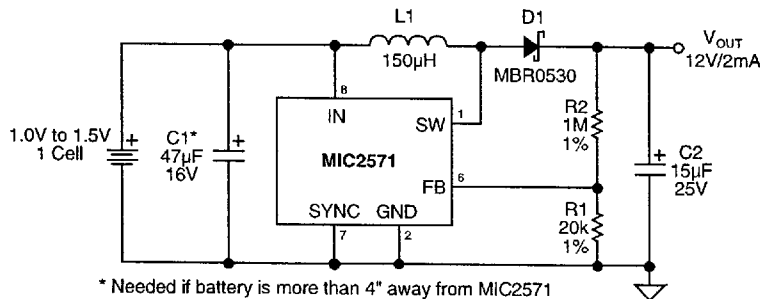 L1
150µH
D1
MBR0530
VOUT
12V/2mA
8
IN
SW
1
MIC2571
FB
6
SYNC
GND
7
2
1.0V to 1.5V
1 Cell
+
C1*
47µF
16V
+
R2
1M
1%
R1
20k
1%
C2
15µF
25V
+
* Needed if battery is more than 4" away from MIC2571